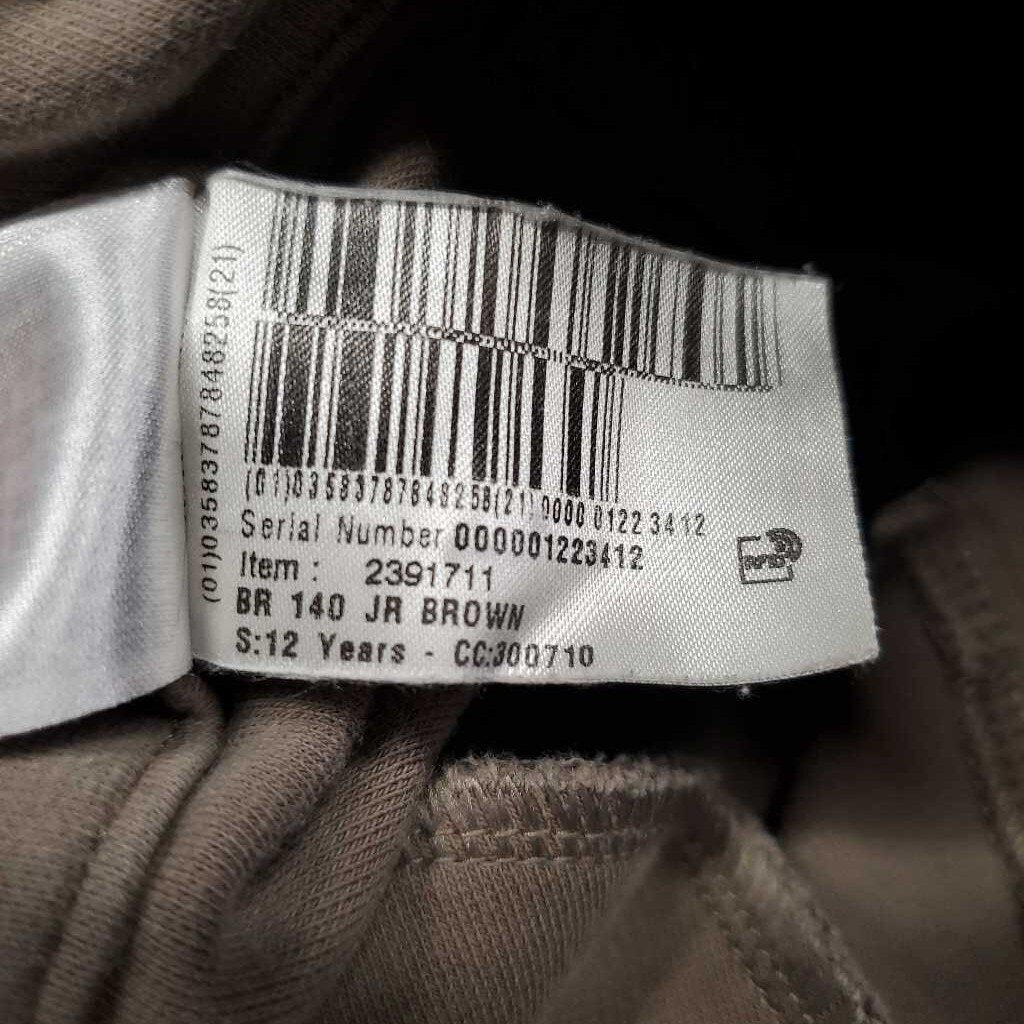 (01)03583787848258(21)
(01)03583787848258(21) 0000 0122 3412
Serial Number 000001223412
Item : 2391711
BR 140 JR BROWN
S:12 Years - CC:300710
RFID